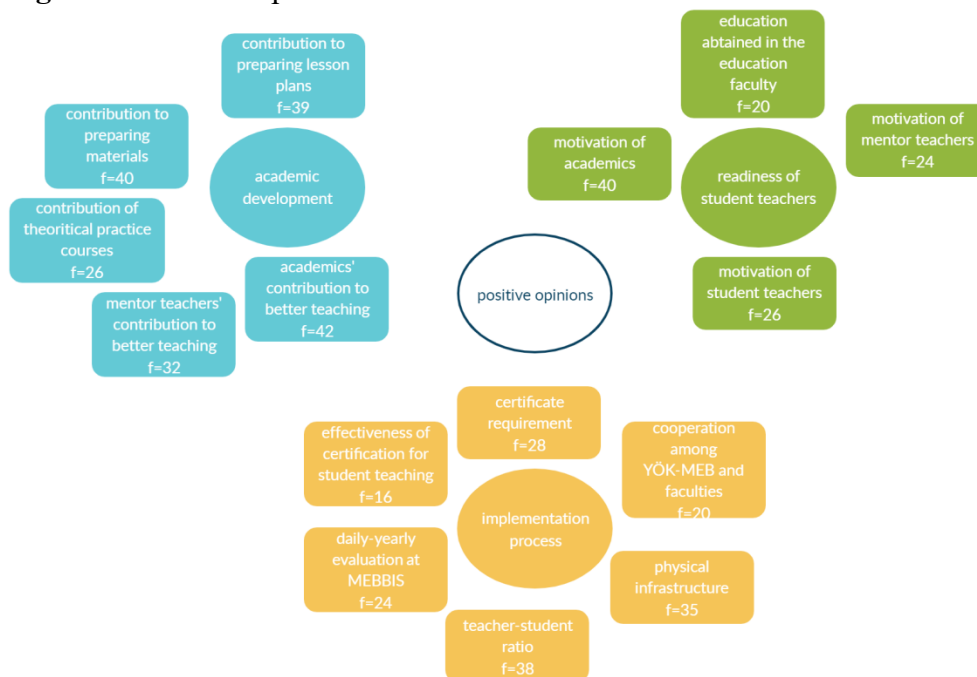 contribution to
preparing lesson
plans
f=39
contribution to
preparing
materials
f=40
contribution of
theoritical practice
courses
f=26
mentor teachers'
contribution to
better teaching
f=32
academics'
contribution to
better teaching
f=42
academic
development
education
abtained in the
education
faculty
f=20
motivation of
academics
f=40
motivation of
mentor teachers
f=24
readiness of
student teachers
motivation of
student teachers
f=26
positive opinions
certificate
requirement
f=28
effectiveness of
certification for
student teaching
f=16
cooperation
among
YÖK-MEB and
faculties
f=20
implementation
process
daily-yearly
evaluation at
MEBBIS
f=24
physical
infrastructure
f=35
teacher-student
ratio
f=38